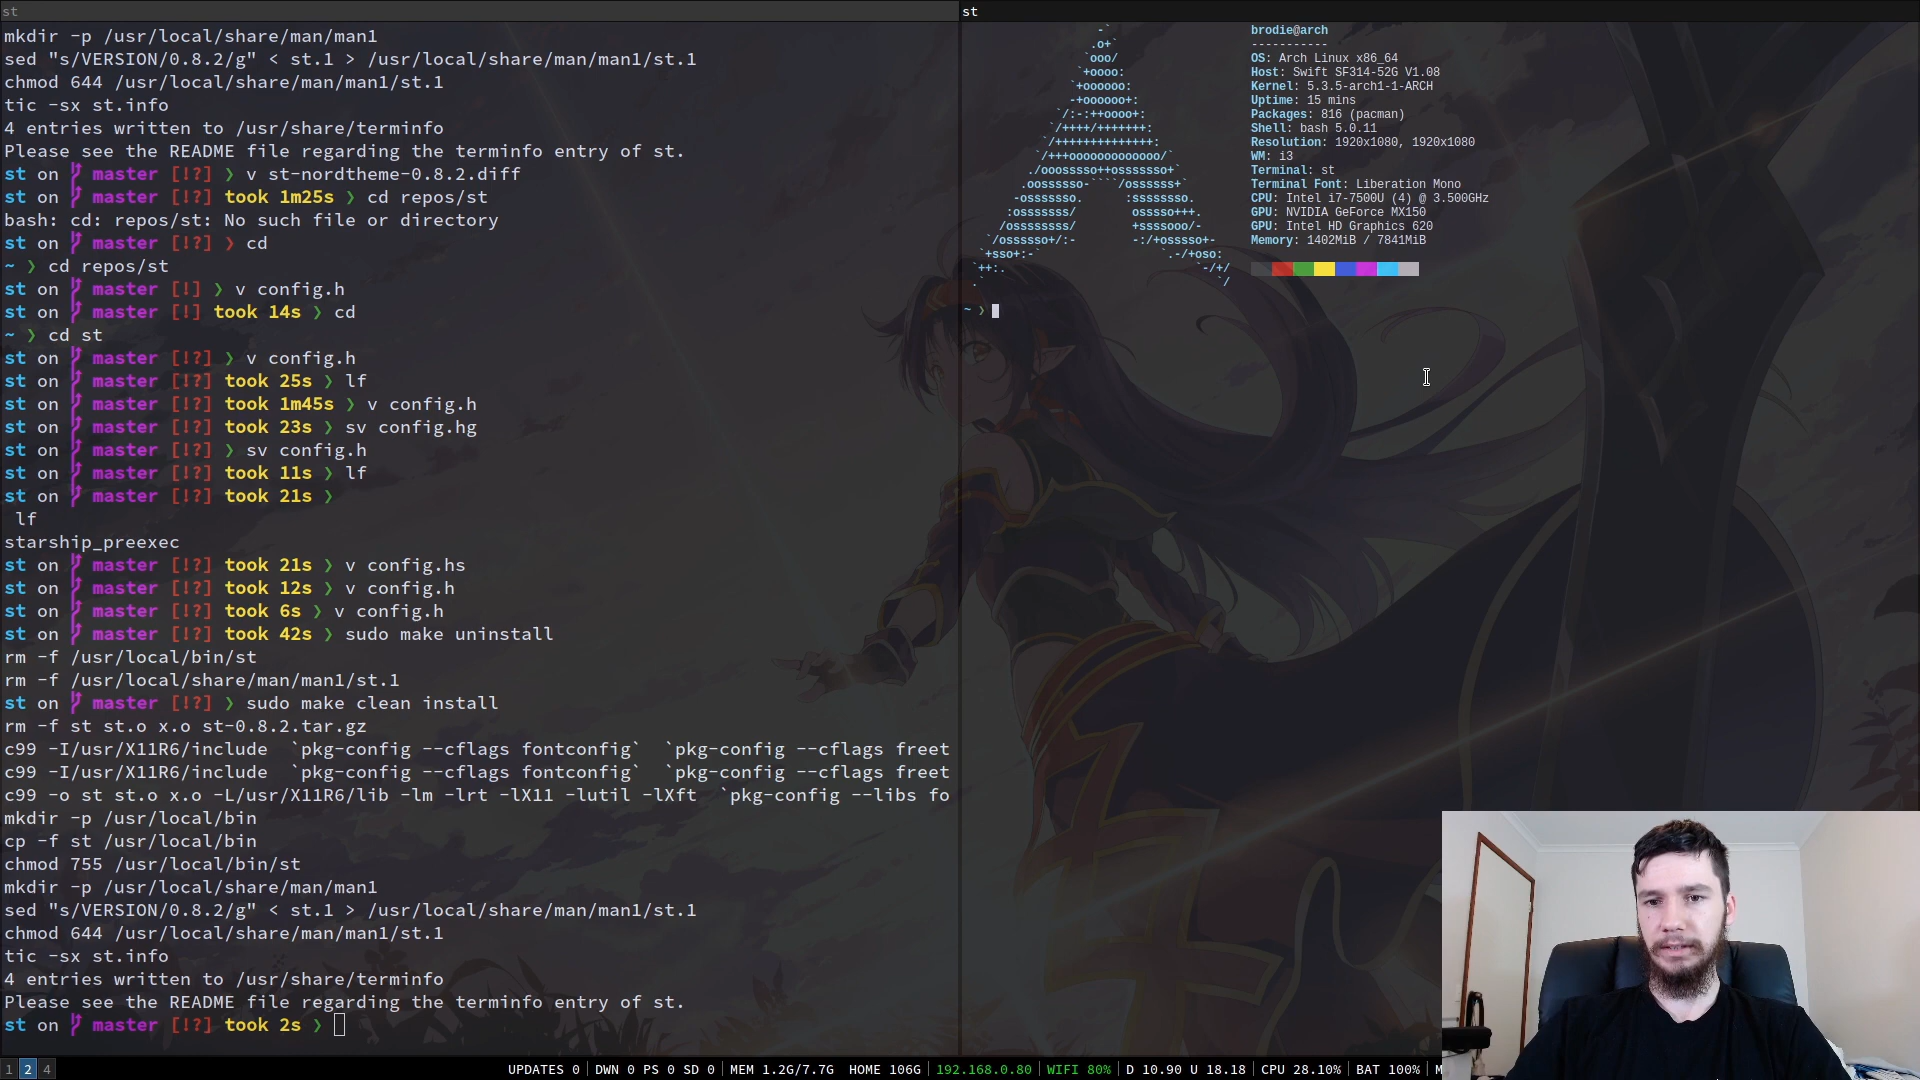 st
mkdir -p /usr/local/share/man/man1
sed "s/VERSION/0.8.2/g" < st.1 > /usr/local/share/man/man1/st.1
chmod 644 /usr/local/share/man/man1/st.1
tic -sx st.info
4 entries written to /usr/share/terminfo
Please see the README file regarding the terminfo entry of st.
st on master [!?] ❯ v st-nordtheme-0.8.2.diff
st on master [!?] took 1m25s ❯ cd repos/st
bash: cd: repos/st: No such file or directory
st on master [!?] ❯ cd
~ ❯ cd repos/st
st on master [!] ❯ v config.h
st on master [!] took 14s ❯ cd
~ ❯ cd st
st on master [!?] ❯ v config.h
st on master [!?] took 25s ❯ lf
st on master [!?] took 1m45s ❯ v config.h
st on master [!?] took 23s ❯ sv config.hg
st on master [!?] ❯ sv config.h
st on master [!?] took 11s ❯ lf
st on master [!?] took 21s ❯
lf
starship_preexec
st on master [!?] took 21s ❯ v config.hs
st on master [!?] took 12s ❯ v config.h
st on master [!?] took 6s ❯ v config.h
st on master [!?] took 42s ❯ sudo make uninstall
rm -f /usr/local/bin/st
rm -f /usr/local/share/man/man1/st.1
st on master [!?] ❯ sudo make clean install
rm -f st st.o x.o st-0.8.2.tar.gz
c99 -I/usr/X11R6/include `pkg-config --cflags fontconfig` `pkg-config --cflags freet
c99 -I/usr/X11R6/include `pkg-config --cflags fontconfig` `pkg-config --cflags freet
c99 -o st st.o x.o -L/usr/X11R6/lib -lm -lrt -lX11 -lutil -lXft `pkg-config --libs fo
mkdir -p /usr/local/bin
cp -f st /usr/local/bin
chmod 755 /usr/local/bin/st
mkdir -p /usr/local/share/man/man1
sed "s/VERSION/0.8.2/g" < st.1 > /usr/local/share/man/man1/st.1
chmod 644 /usr/local/share/man/man1/st.1
tic -sx st.info
4 entries written to /usr/share/terminfo
Please see the README file regarding the terminfo entry of st.
st on master [!?] took 2s ❯
st
brodie@arch
-----------
OS: Arch Linux x86_64
Host: Swift SF314-52G V1.08
Kernel: 5.3.5-arch1-1-ARCH
Uptime: 15 mins
Packages: 816 (pacman)
Shell: bash 5.0.11
Resolution: 1920x1080, 1920x1080
WM: i3
Terminal: st
Terminal Font: Liberation Mono
CPU: Intel i7-7500U (4) @ 3.500GHz
GPU: NVIDIA GeForce MX150
GPU: Intel HD Graphics 620
Memory: 1402MiB / 7841MiB
~ ❯
1 2 4
UPDATES 0 | DWN 0 PS 0 SD 0 | MEM 1.2G/7.7G HOME 106G | 192.168.0.80 | WIFI 80% | D 10.90 U 18.18 | CPU 28.10% | BAT 100% | M